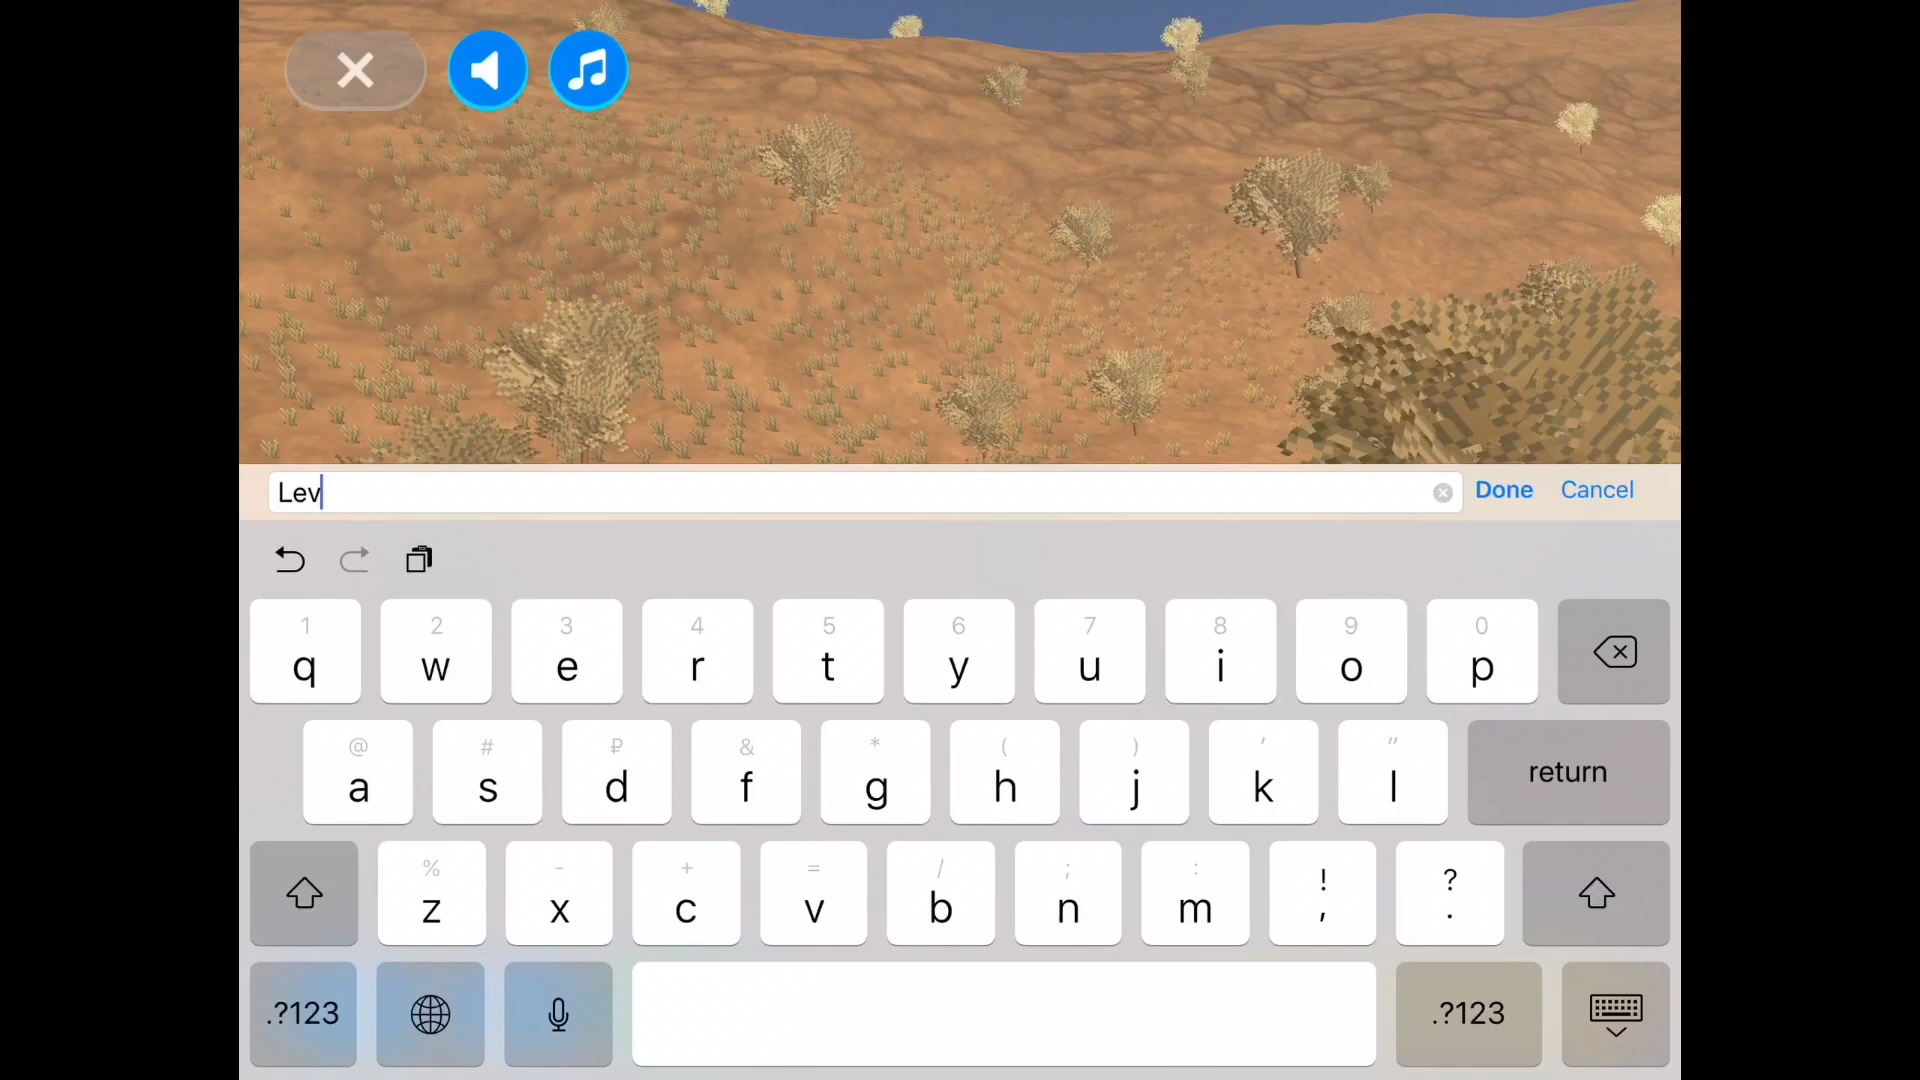 Lev
Done
Cancel
1 2 3 4 5 6 7 8 9 0
q w e r t y u i o p
@ # ₽ & * ( ) ' "
a s d f g h j k l
return
% - + = / ; : ! ?
z x c v b n m , .
.?123
.?123